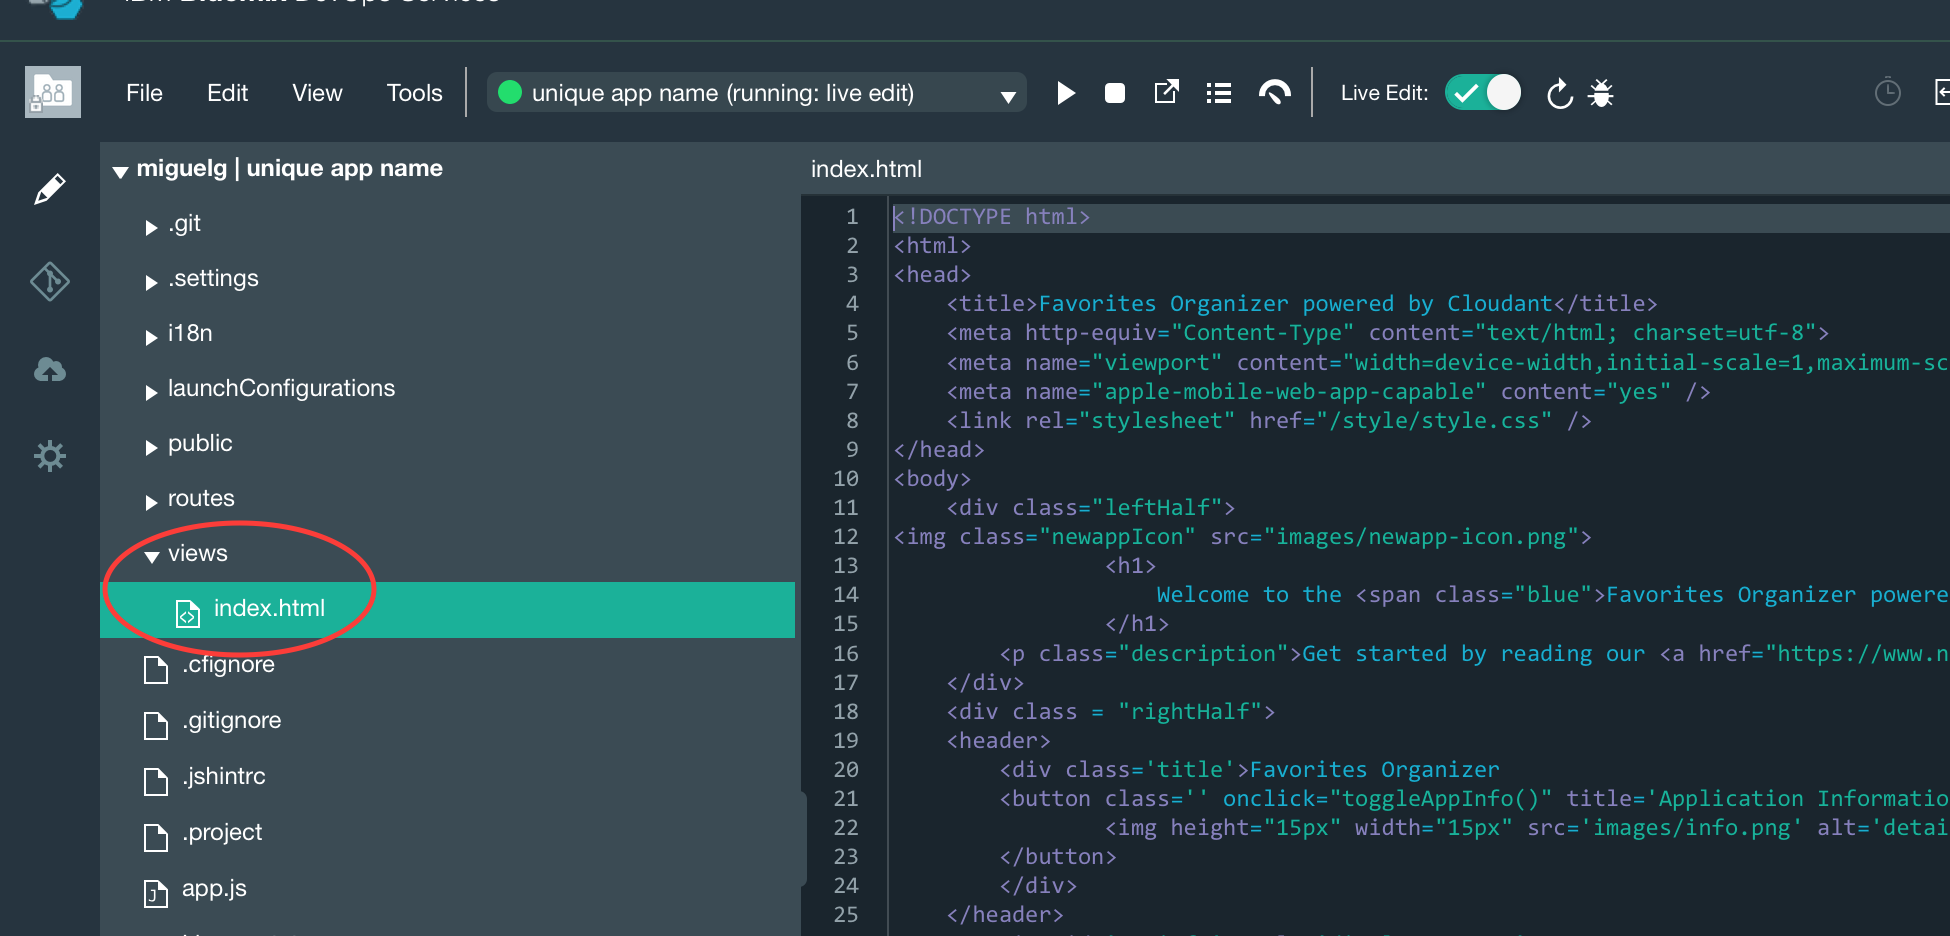 IBM Bluemix DevOps Services
File Edit View Tools unique app name (running: live edit) Live Edit:
miguelg | unique app name
.git
.settings
i18n
launchConfigurations
public
routes
views
index.html
.cfignore
.gitignore
.jshintrc
.project
app.js
index.html
1 <!DOCTYPE html>
2 <html>
3 <head>
4 <title>Favorites Organizer powered by Cloudant</title>
5 <meta http-equiv="Content-Type" content="text/html; charset=utf-8">
6 <meta name="viewport" content="width=device-width,initial-scale=1,maximum-sc
7 <meta name="apple-mobile-web-app-capable" content="yes" />
8 <link rel="stylesheet" href="/style/style.css" />
9 </head>
10 <body>
11 <div class="leftHalf">
12 <img class="newappIcon" src="images/newapp-icon.png">
13 <h1>
14 Welcome to the <span class="blue">Favorites Organizer powere
15 </h1>
16 <p class="description">Get started by reading our <a href="https://www.n
17 </div>
18 <div class = "rightHalf">
19 <header>
20 <div class='title'>Favorites Organizer
21 <button class='' onclick="toggleAppInfo()" title='Application Informatio
22 <img height="15px" width="15px" src='images/info.png' alt='detai
23 </button>
24 </div>
25 </header>